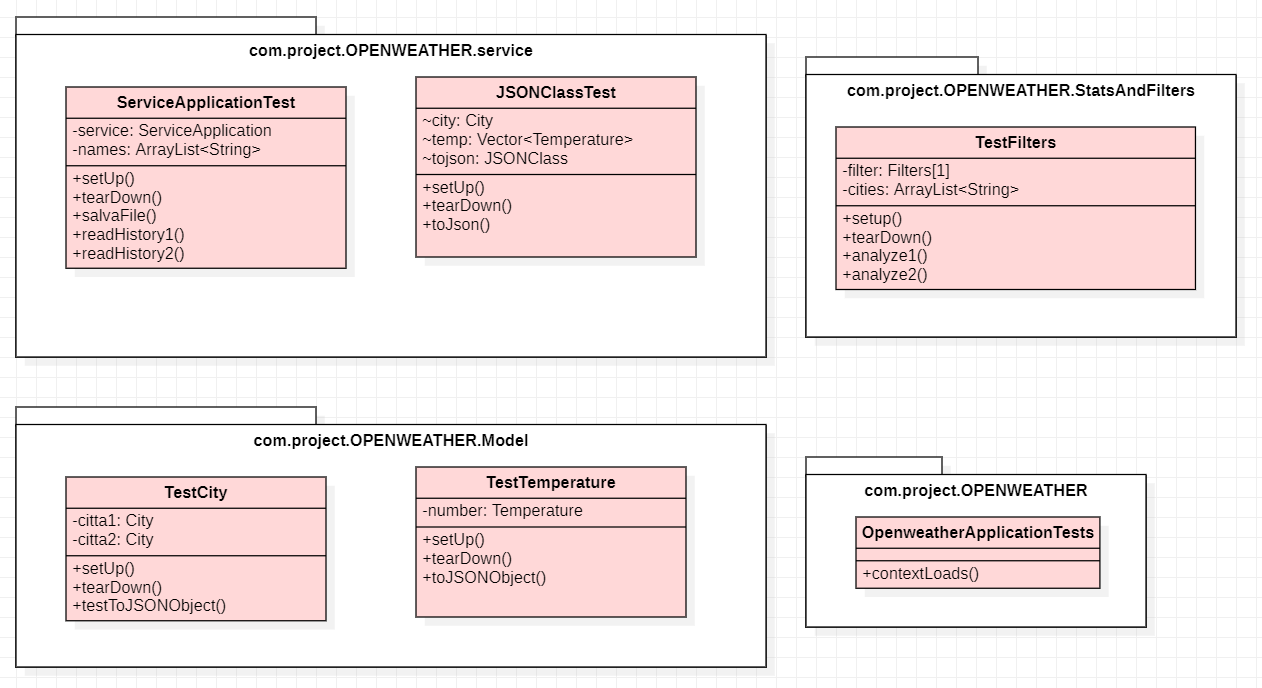 com.project.OPENWEATHER.service
ServiceApplicationTest
-service: ServiceApplication
-names: ArrayList<String>
+setUp()
+tearDown()
+salvaFile()
+readHistory1()
+readHistory2()
JSONClassTest
~city: City
~temp: Vector<Temperature>
~tojson: JSONClass
+setUp()
+tearDown()
+toJson()
com.project.OPENWEATHER.StatsAndFilters
TestFilters
-filter: Filters[1]
-cities: ArrayList<String>
+setup()
+tearDown()
+analyze1()
+analyze2()
com.project.OPENWEATHER.Model
TestCity
-citta1: City
-citta2: City
+setUp()
+tearDown()
+testToJSONObject()
TestTemperature
-number: Temperature
+setUp()
+tearDown()
+toJSONObject()
com.project.OPENWEATHER
OpenweatherApplicationTests
+contextLoads()